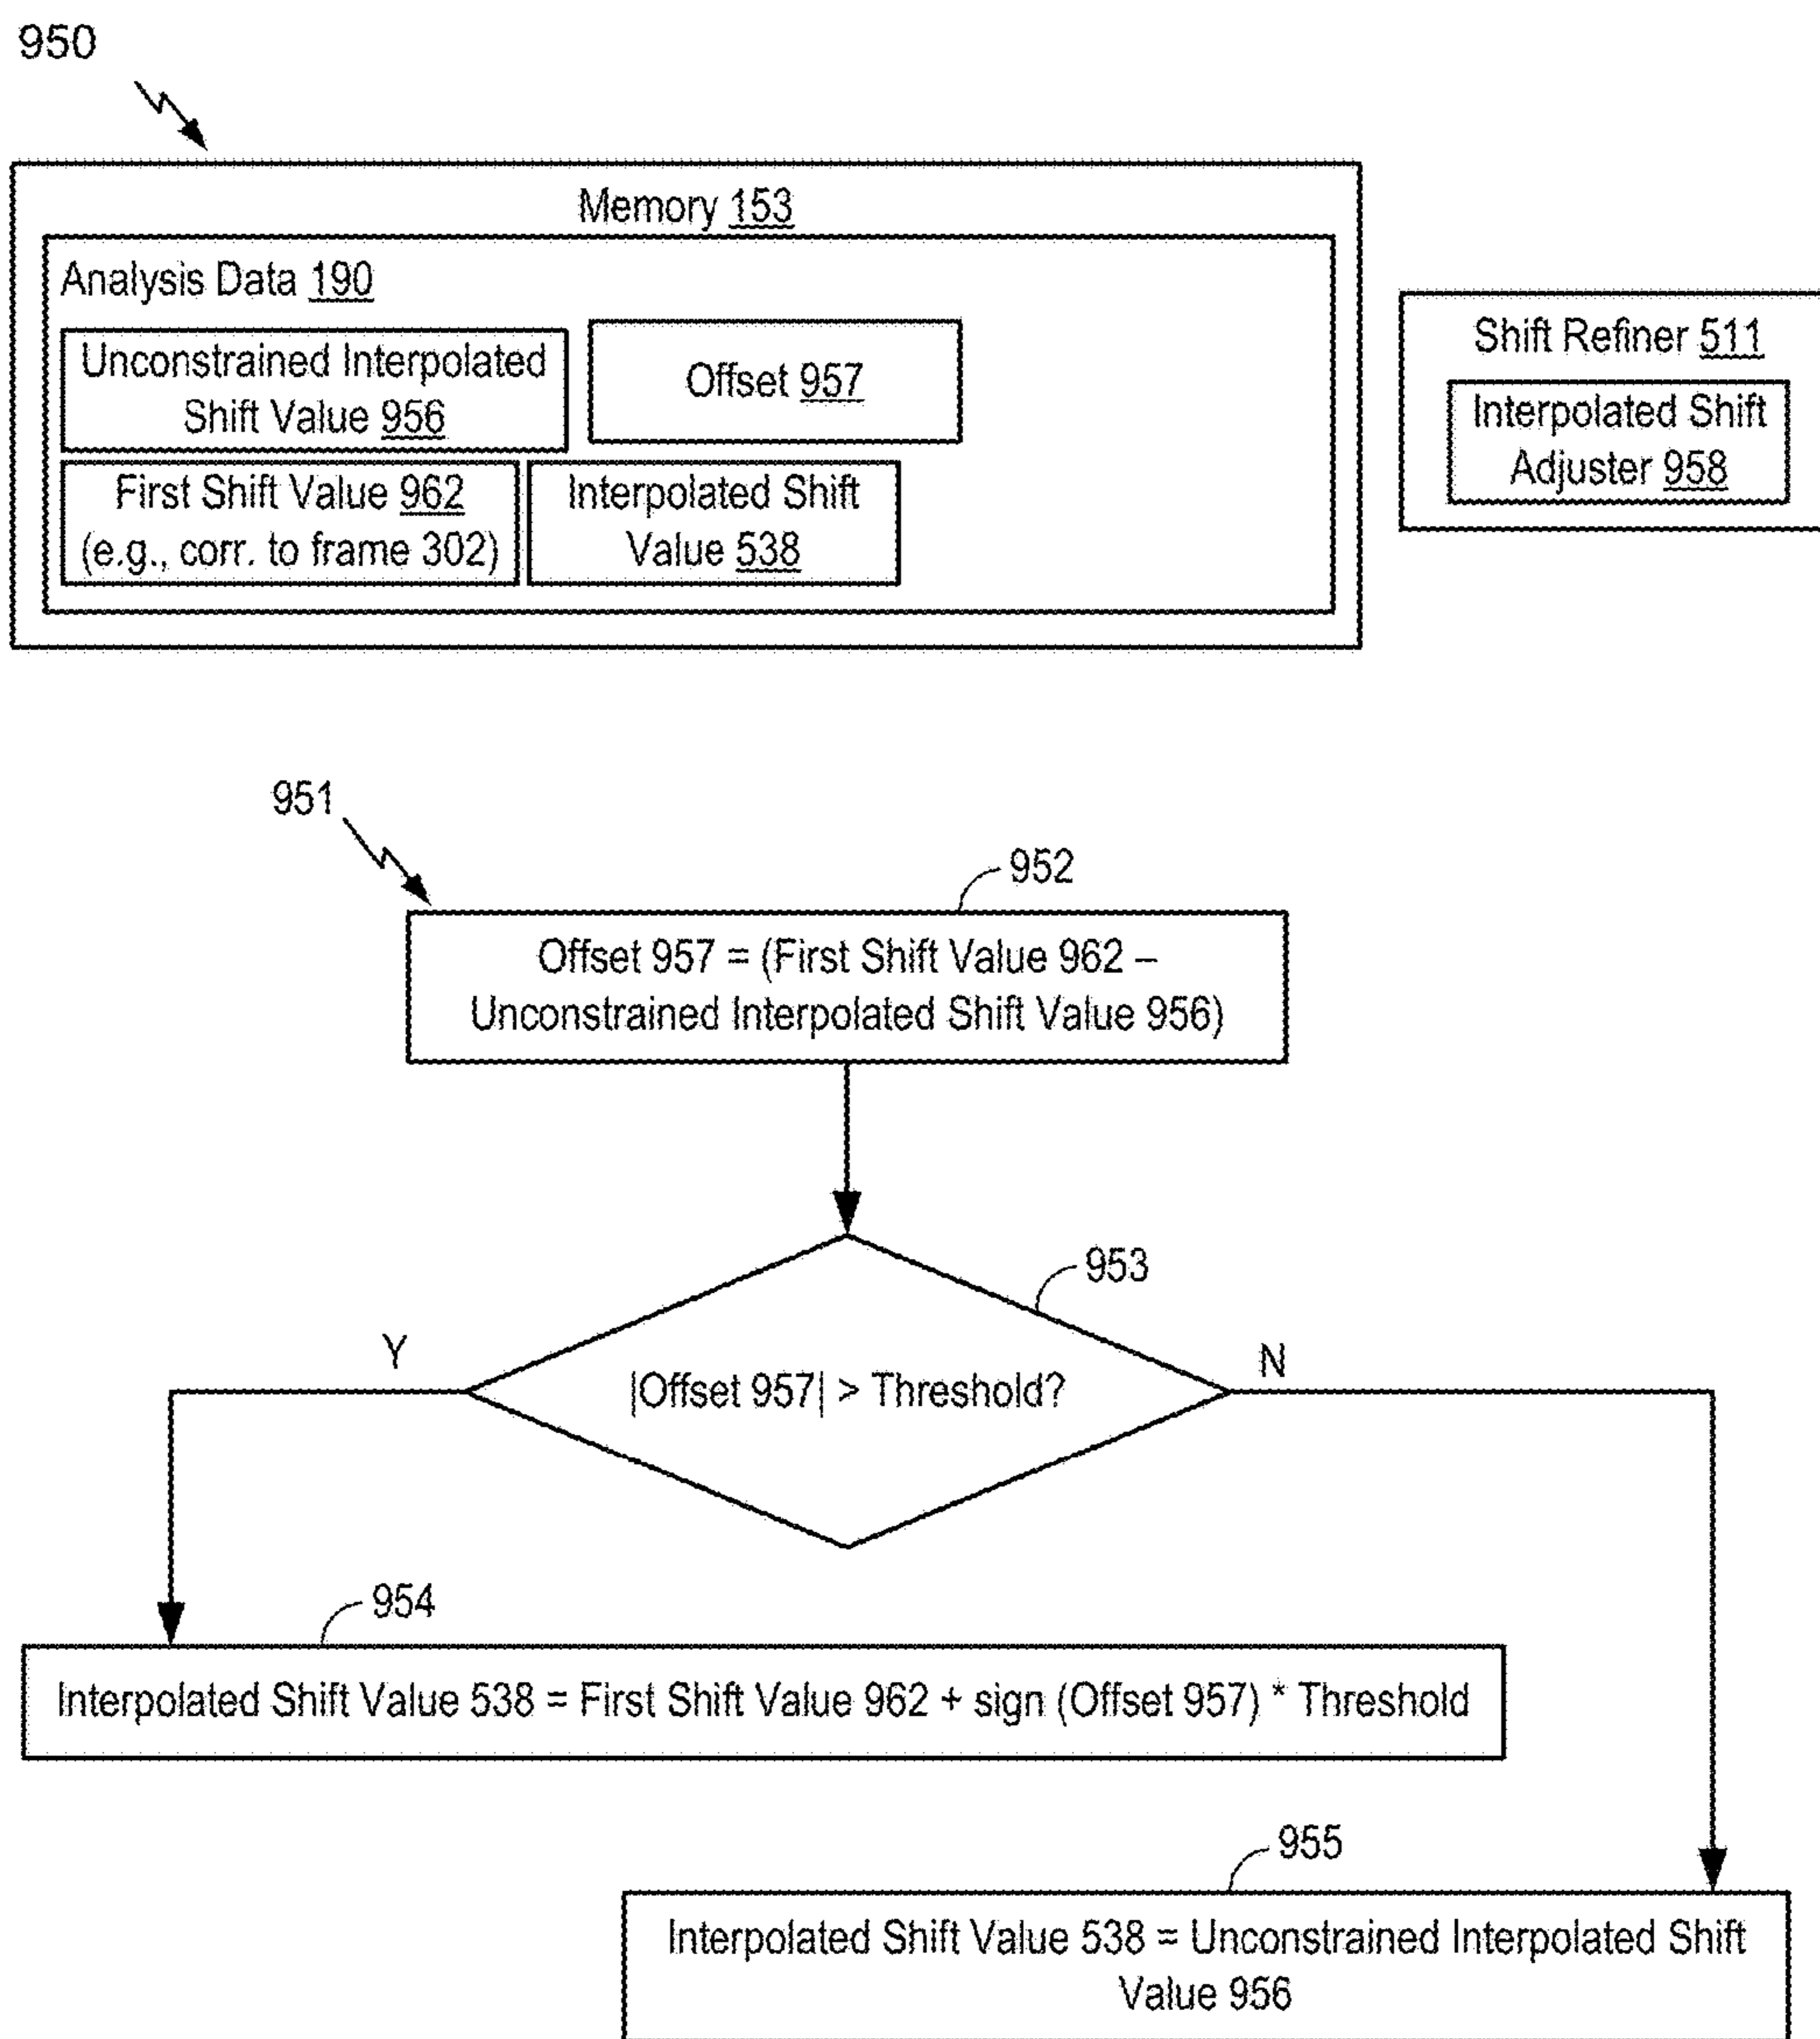 950
Memory 153
Analysis Data 190
Unconstrained Interpolated
Shift Value 956
Offset 957
First Shift Value 962
(e.g., corr. to frame 302)
Interpolated Shift
Value 538
Shift Refiner 511
Interpolated Shift
Adjuster 958
951
952
Offset 957 = (First Shift Value 962 –
Unconstrained Interpolated Shift Value 956)
953
Y
|Offset 957| > Threshold?
N
954
Interpolated Shift Value 538 = First Shift Value 962 + sign (Offset 957) * Threshold
955
Interpolated Shift Value 538 = Unconstrained Interpolated Shift
Value 956